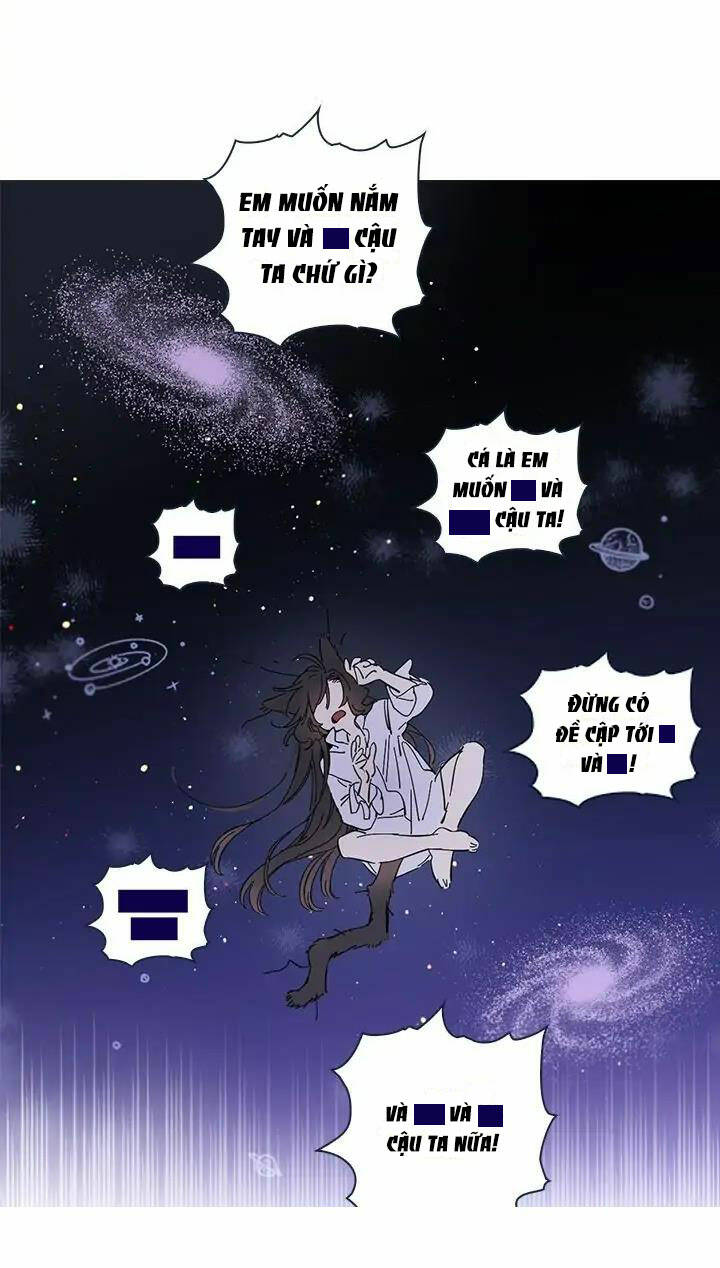 EM MUỐN NẮM
TAY VÀ CẬU
TA CHỨ GÌ?
CÁ LÀ EM
MUỐN VÀ
CẬU TA!
ĐỪNG CÓ
ĐỀ CẬP TỚI
VÀ !
VÀ VÀ
CẬU TA NỮA!